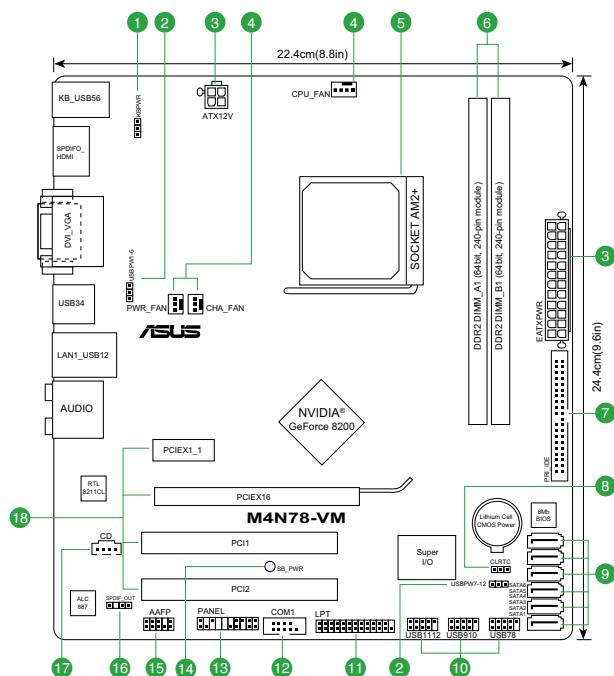 1
2
3
4
4
5
6
22.4cm(8.8in)
KB_USB56
KBPWR
ATX12V
CPU_FAN
SPDIFO_
HDMI
DVI_VGA
SOCKET AM2+
DDR2 DIMM_A1 (64bit, 240-pin module)
DDR2 DIMM_B1 (64bit, 240-pin module)
EATXPWR
3
24.4cm(9.6in)
USBPW1-6
USB34
PWR_FAN
CHA_FAN
ASUS
LAN1_USB12
AUDIO
NVIDIA®
GeForce 8200
PRI_IDE
7
PCIEX1_1
8
RTL
8211CL
PCIEX16
18
M4N78-VM
Lithium Cell
CMOS Power
8Mb
BIOS
CD
17
PCI1
Super
I/O
CLRTC
9
SB_PWR
PCI2
USBPW7-12
SATA6
SATA5
SATA4
SATA3
SATA2
SATA1
ALC
887
SPDIF_OUT
AAFP
PANEL
COM1
LPT
USB1112
USB910
USB78
17
16
15
14
13
12
11
2
10